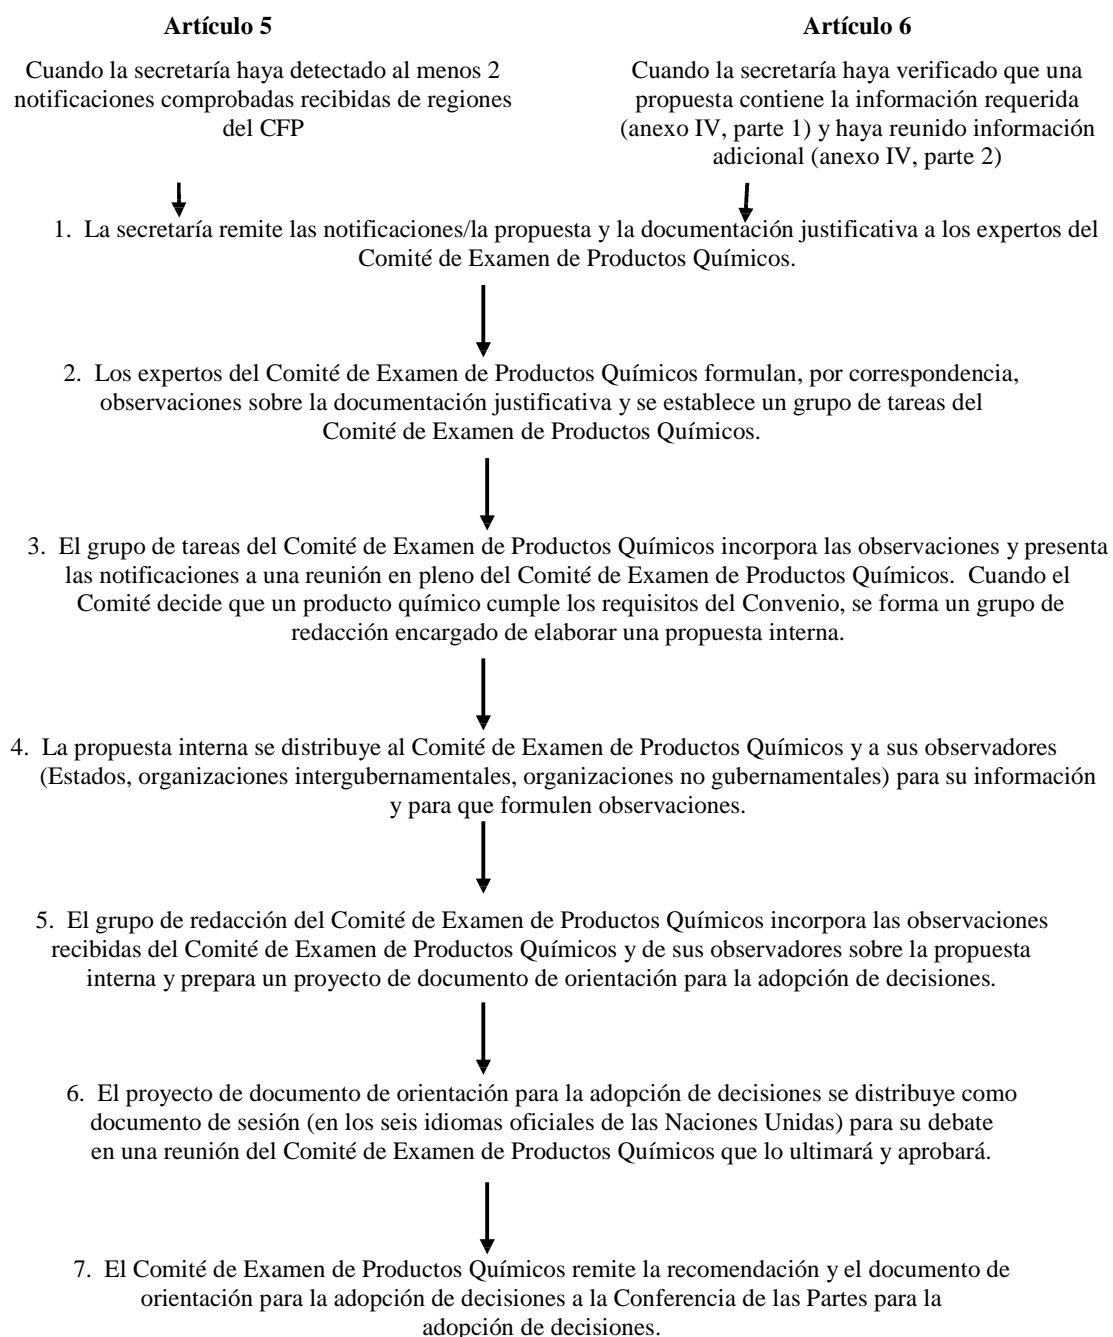 Artículo 5
Cuando la secretaría haya detectado al menos 2
notificaciones comprobadas recibidas de regiones
del CFP
Artículo 6
Cuando la secretaría haya verificado que una
propuesta contiene la información requerida
(anexo IV, parte 1) y haya reunido información
adicional (anexo IV, parte 2)
1. La secretaría remite las notificaciones/la propuesta y la documentación justificativa a los expertos del
Comité de Examen de Productos Químicos.
2. Los expertos del Comité de Examen de Productos Químicos formulan, por correspondencia,
observaciones sobre la documentación justificativa y se establece un grupo de tareas del
Comité de Examen de Productos Químicos.
3. El grupo de tareas del Comité de Examen de Productos Químicos incorpora las observaciones y presenta
las notificaciones a una reunión en pleno del Comité de Examen de Productos Químicos. Cuando el
Comité decide que un producto químico cumple los requisitos del Convenio, se forma un grupo de
redacción encargado de elaborar una propuesta interna.
4. La propuesta interna se distribuye al Comité de Examen de Productos Químicos y a sus observadores
(Estados, organizaciones intergubernamentales, organizaciones no gubernamentales) para su información
y para que formulen observaciones.
5. El grupo de redacción del Comité de Examen de Productos Químicos incorpora las observaciones
recibidas del Comité de Examen de Productos Químicos y de sus observadores sobre la propuesta
interna y prepara un proyecto de documento de orientación para la adopción de decisiones.
6. El proyecto de documento de orientación para la adopción de decisiones se distribuye como
documento de sesión (en los seis idiomas oficiales de las Naciones Unidas) para su debate
en una reunión del Comité de Examen de Productos Químicos que lo ultimará y aprobará.
7. El Comité de Examen de Productos Químicos remite la recomendación y el documento de
orientación para la adopción de decisiones a la Conferencia de las Partes para la
adopción de decisiones.